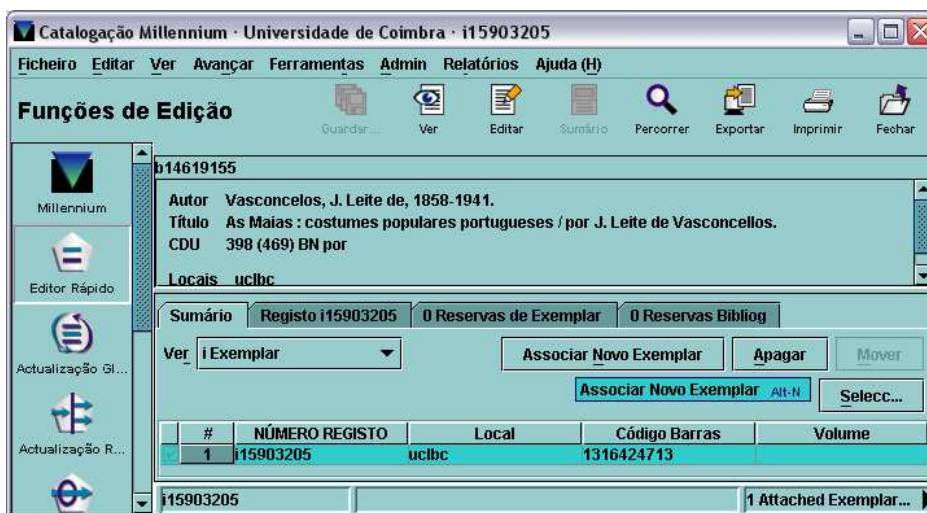 Catalogação Millennium · Universidade de Coimbra · i15903205
Ficheiro Editar Ver Avançar Ferramentas Admin Relatórios Ajuda (H)
Funções de Edição
Guardar... Ver Editar Sumário Percorrer Exportar Imprimir Fechar
Millennium
Editor Rápido
Actualização Gl...
Actualização R...
b14619155
Autor Vasconcelos, J. Leite de, 1858-1941.
Título As Maias : costumes populares portugueses / por J. Leite de Vasconcellos.
CDU 398 (469) BN por
Locais uclbc
Sumário Registo i15903205 0 Reservas de Exemplar 0 Reservas Bibliog
Ver i Exemplar Associar Novo Exemplar Apagar Mover
Associar Novo Exemplar Alt-N Selecc...
# NÚMERO REGISTO Local Código Barras Volume
1 i15903205 uclbc 1316424713
i15903205 1 Attached Exemplar...